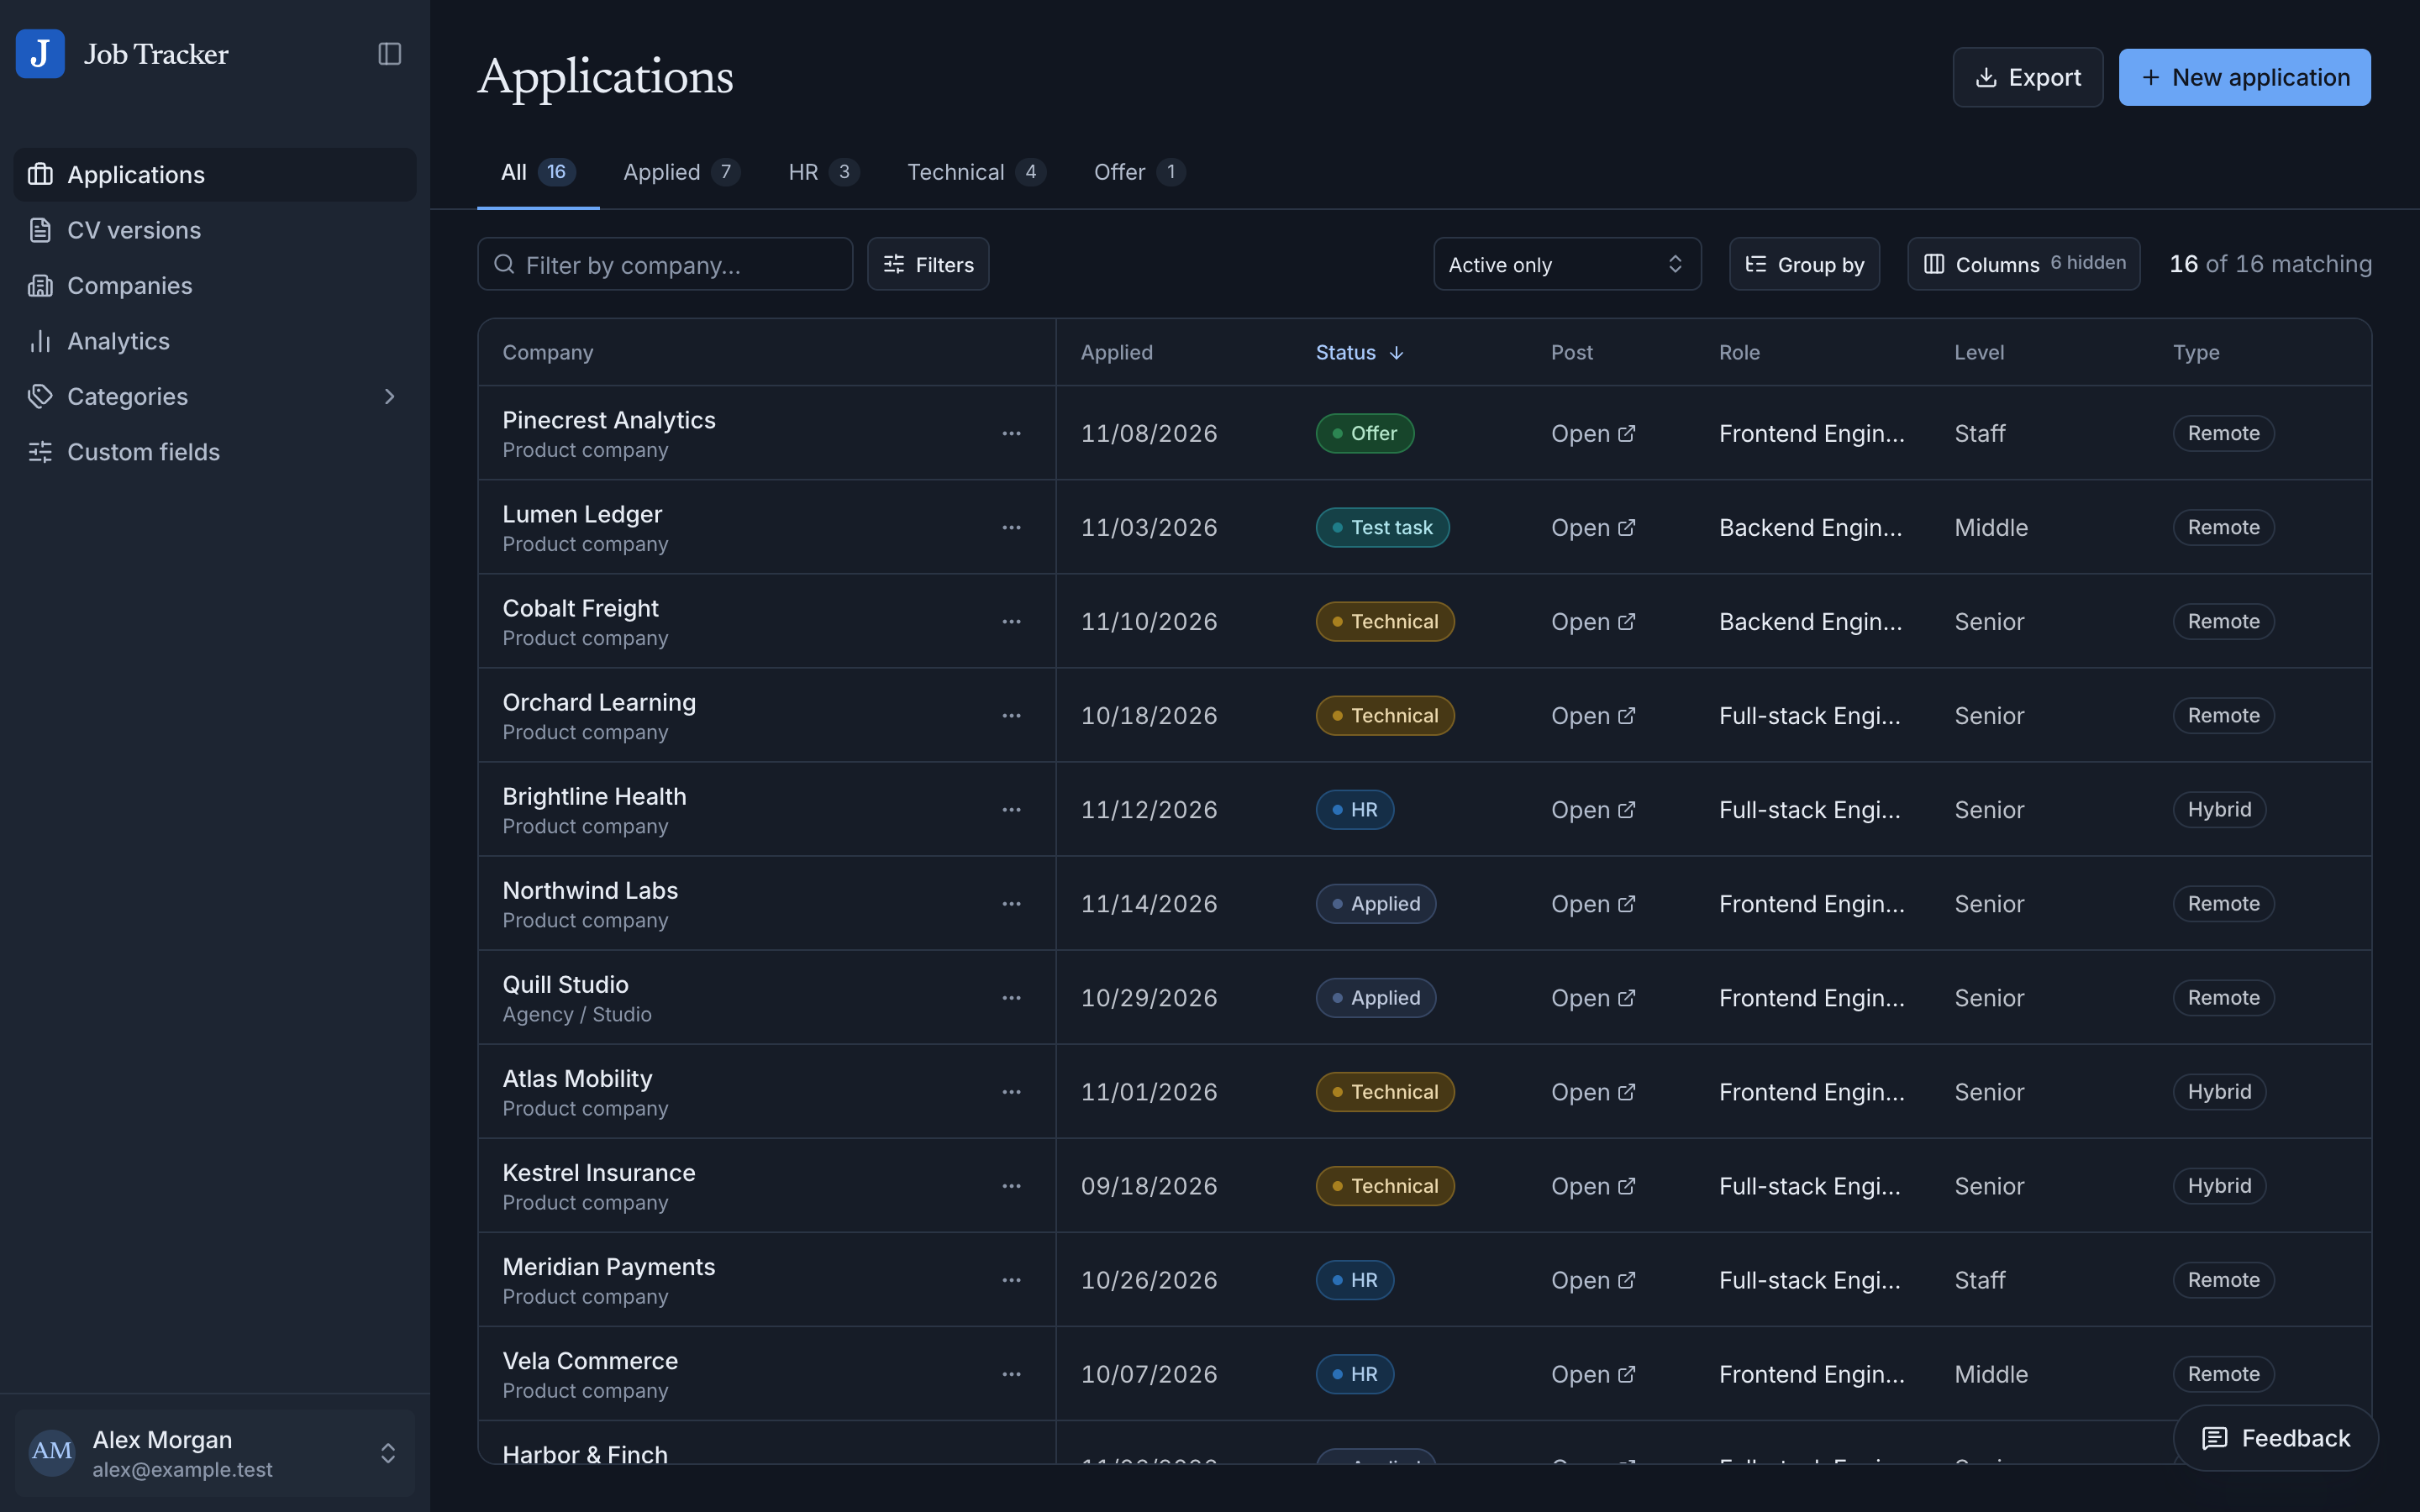 J Job Tracker
Applications
CV versions
Companies
Analytics
Categories
Custom fields
AM
Alex Morgan
alex@example.test
Applications
Export
+ New application
All 16 Applied 7 HR 3 Technical 4 Offer 1
Filter by company...
Filters
Active only
Group by
Columns 6 hidden
16 of 16 matching
Company Applied Status ↓ Post Role Level Type
Pinecrest Analytics
Product company
11/08/2026 Offer Open Frontend Engin... Staff Remote
Lumen Ledger
Product company
11/03/2026 Test task Open Backend Engin... Middle Remote
Cobalt Freight
Product company
11/10/2026 Technical Open Backend Engin... Senior Remote
Orchard Learning
Product company
10/18/2026 Technical Open Full-stack Engi... Senior Remote
Brightline Health
Product company
11/12/2026 HR Open Full-stack Engi... Senior Hybrid
Northwind Labs
Product company
11/14/2026 Applied Open Frontend Engin... Senior Remote
Quill Studio
Agency / Studio
10/29/2026 Applied Open Frontend Engin... Senior Remote
Atlas Mobility
Product company
11/01/2026 Technical Open Frontend Engin... Senior Hybrid
Kestrel Insurance
Product company
09/18/2026 Technical Open Full-stack Engi... Senior Hybrid
Meridian Payments
Product company
10/26/2026 HR Open Full-stack Engi... Staff Remote
Vela Commerce
Product company
10/07/2026 HR Open Frontend Engin... Middle Remote
Harbor & Finch
Feedback